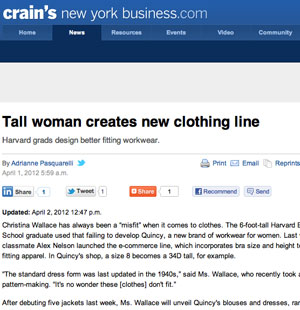 crain's new york business.com
Home News Resources Events Video Community
Tall woman creates new clothing line
Harvard grads design better fitting workwear.
By Adrianne Pasquarelli Print Email Reprints
April 1, 2012 5:59 a.m.
Share 1 Tweet 1 Share 1 Recommend Send
Updated: April 2, 2012 12:47 p.m.
Christina Wallace has always been a "misfit" when it comes to clothes. The 6-foot-tall Harvard B
School graduate used that failing to develop Quincy, a new brand of workwear for women. Last
classmate Alex Nelson launched the e-commerce line, which incorporates bra size and height t
fitting apparel. In Quincy's shop, a size 8 becomes a 34D tall, for example.
"The standard dress form was last updated in the 1940s," said Ms. Wallace, who recently took a
pattern-making. "It's no wonder these [clothes] don't fit."
After debuting five jackets last week, Ms. Wallace will unveil Quincy's blouses and dresses, ran